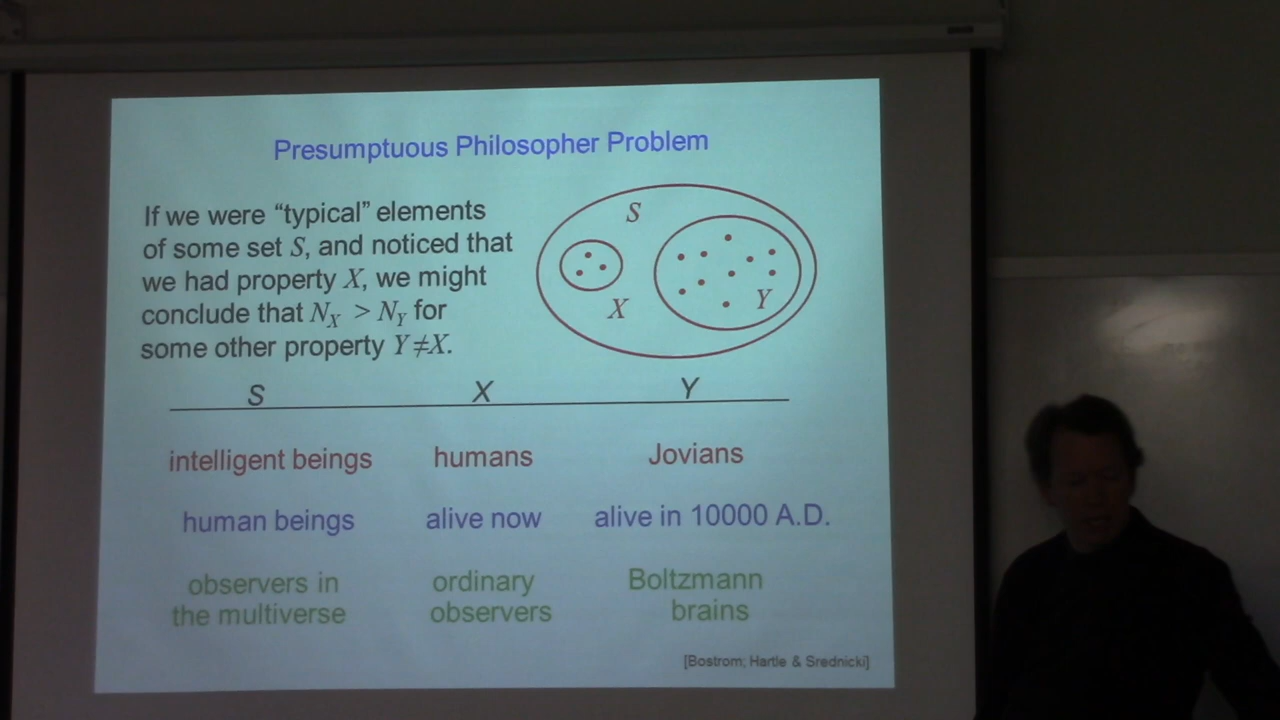 Presumptuous Philosopher Problem
If we were “typical” elements
of some set S, and noticed that
we had property X, we might
conclude that N_X > N_Y for
some other property Y≠X.
S
X
Y
S X Y
intelligent beings humans Jovians
human beings alive now alive in 10000 A.D.
observers in ordinary Boltzmann
the multiverse observers brains
[Bostrom; Hartle & Srednicki]